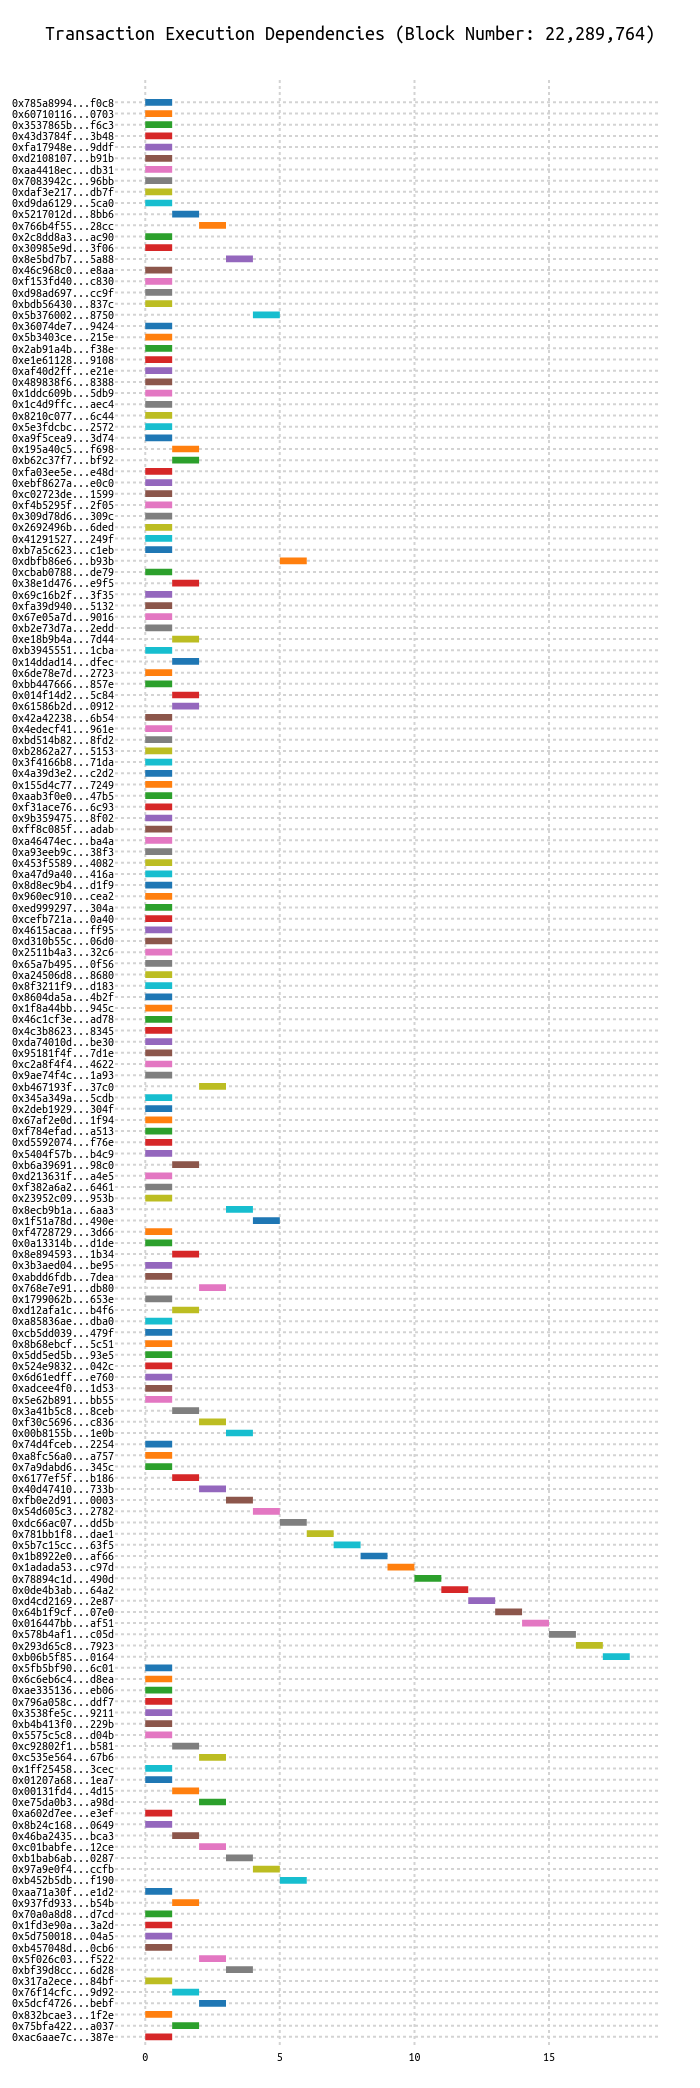 Transaction Execution Dependencies (Block Number: 22,289,764)
0x785a8994...f0c8
0x60710116...0703
0x3537865b...f6c3
0x43d3784f...3b48
0xfa17948e...9ddf
0xd2108107...b91b
0xaa4418ec...db31
0x7083942c...96bb
0xdaf3e217...db7f
0xd9da6129...5ca0
0x5217012d...8bb6
0x766b4f55...28cc
0x2c8dd8a3...ac90
0x30985e9d...3f06
0x8e5bd7b7...5a88
0x46c968c0...e8aa
0xf153fd40...c830
0xd98ad697...cc9f
0xbdb56430...837c
0x5b376002...8750
0x36074de7...9424
0x5b3403ce...215e
0x2ab91a4b...f38e
0xe1e61128...9108
0xaf40d2ff...e21e
0x489838f6...8388
0x1ddc609b...5db9
0x1c4d9ffc...aec4
0x8210c077...6c44
0x5e3fdcbc...2572
0xa9f5cea9...3d74
0x195a40c5...f698
0xb62c37f7...bf92
0xfa03ee5e...e48d
0xebf8627a...e0c0
0xc02723de...1599
0xf4b5295f...2f05
0x309d78d6...309c
0x2692496b...6ded
0x41291527...249f
0xb7a5c623...c1eb
0xdbfb86e6...b93b
0xcbab0788...de79
0x38e1d476...e9f5
0x69c16b2f...3f35
0xfa39d940...5132
0x67e05a7d...9016
0xb2e73d7a...2edd
0xe18b9b4a...7d44
0xb3945551...1cba
0x14ddad14...dfec
0x6de78e7d...2723
0xbb447666...857e
0x014f14d2...5c84
0x61586b2d...0912
0x42a42238...6b54
0x4edecf41...961e
0xbd514b82...8fd2
0xb2862a27...5153
0x3f4166b8...71da
0x4a39d3e2...c2d2
0x155d4c77...7249
0xaab3f0e0...47b5
0xf31ace76...6c93
0x9b359475...8f02
0xff8c085f...adab
0xa46474ec...ba4a
0xa93eeb9c...38f3
0x453f5589...4082
0xa47d9a40...416a
0x8d8ec9b4...d1f9
0x960ec910...cea2
0xed999297...304a
0xcefb721a...0a40
0x4615acaa...ff95
0xd310b55c...06d0
0x2511b4a3...32c6
0x65a7b495...0f56
0xa24506d8...8680
0x8f3211f9...d183
0x8604da5a...4b2f
0x1f8a44bb...945c
0x46c1cf3e...ad78
0x4c3b8623...8345
0xda74010d...be30
0x95181f4f...7d1e
0xc2a8f4f4...4622
0x9ae74f4c...1a93
0xb467193f...37c0
0x345a349a...5cdb
0x2deb1929...304f
0x67af2e0d...1f94
0xf784efad...a513
0xd5592074...f76e
0x5404f57b...b4c9
0xb6a39691...98c0
0xd213631f...a4e5
0xf382a6a2...6461
0x23952c09...953b
0x8ecb9b1a...6aa3
0x1f51a78d...490e
0xf4728729...3d66
0x0a13314b...d1de
0x8e894593...1b34
0x3b3aed04...be95
0xabdd6fdb...7dea
0x768e7e91...db80
0x1799062b...653e
0xd12afa1c...b4f6
0xa85836ae...dba0
0xcb5dd039...479f
0x8b68ebcf...5c51
0x5dd5ed5b...93e5
0x524e9832...042c
0x6d61edff...e760
0xadcee4f0...1d53
0x5e62b891...bb55
0x3a41b5c8...8ceb
0xf30c5696...c836
0x00b8155b...1e0b
0x74d4fceb...2254
0xa8fc56a0...a757
0x7a9dabd6...345c
0x6177ef5f...b186
0x40d47410...733b
0xfb0e2d91...0003
0x54d605c3...2782
0xdc66ac07...dd5b
0x781bb1f8...dae1
0x5b7c15cc...63f5
0x1b8922e0...af66
0x1adada53...c97d
0x78894c1d...490d
0x0de4b3ab...64a2
0xd4cd2169...2e87
0x64b1f9cf...07e0
0x016447bb...af51
0x578b4af1...c05d
0x293d65c8...7923
0xb06b5f85...0164
0x5fb5bf90...6c01
0x6c6eb6c4...d8ea
0xae335136...eb06
0x796a058c...ddf7
0x3538fe5c...9211
0xb4b413f0...229b
0x5575c5c8...d04b
0xc92802f1...b581
0xc535e564...67b6
0x1ff25458...3cec
0x01207a68...1ea7
0x00131fd4...4d15
0xe75da0b3...a98d
0xa602d7ee...e3ef
0x8b24c168...0649
0x46ba2435...bca3
0xc01babfe...12ce
0xb1bab6ab...0287
0x97a9e0f4...ccfb
0xb452b5db...f190
0xaa71a30f...e1d2
0x937fd933...b54b
0x70a0a8d8...d7cd
0x1fd3e90a...3a2d
0x5d750018...04a5
0xb457048d...0cb6
0x5f026c03...f522
0xbf39d8cc...6d28
0x317a2ece...84bf
0x76f14cfc...9d92
0x5dcf4726...bebf
0x832bcae3...1f2e
0x75bfa422...a037
0xac6aae7c...387e
0 5 10 15